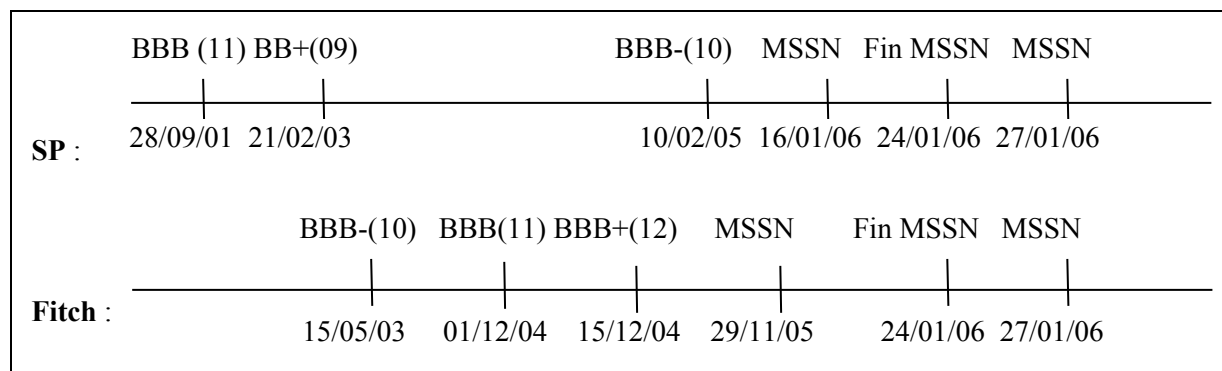 BBB (11) BB+(09) BBB-(10) MSSN Fin MSSN MSSN
SP : 28/09/01 21/02/03 10/02/05 16/01/06 24/01/06 27/01/06
BBB-(10) BBB(11) BBB+(12) MSSN Fin MSSN MSSN
Fitch :
15/05/03 01/12/04 15/12/04 29/11/05 24/01/06 27/01/06